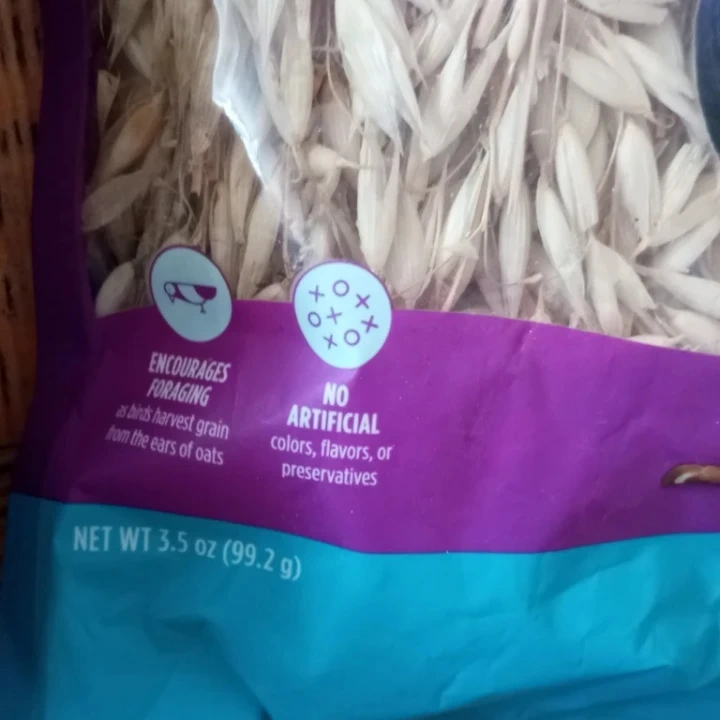 ENCOURAGES
FORAGING
as birds harvest grain
from the ears of oats
NO
ARTIFICIAL
colors, flavors, or
preservatives
NET WT 3.5 oz (99.2 g)